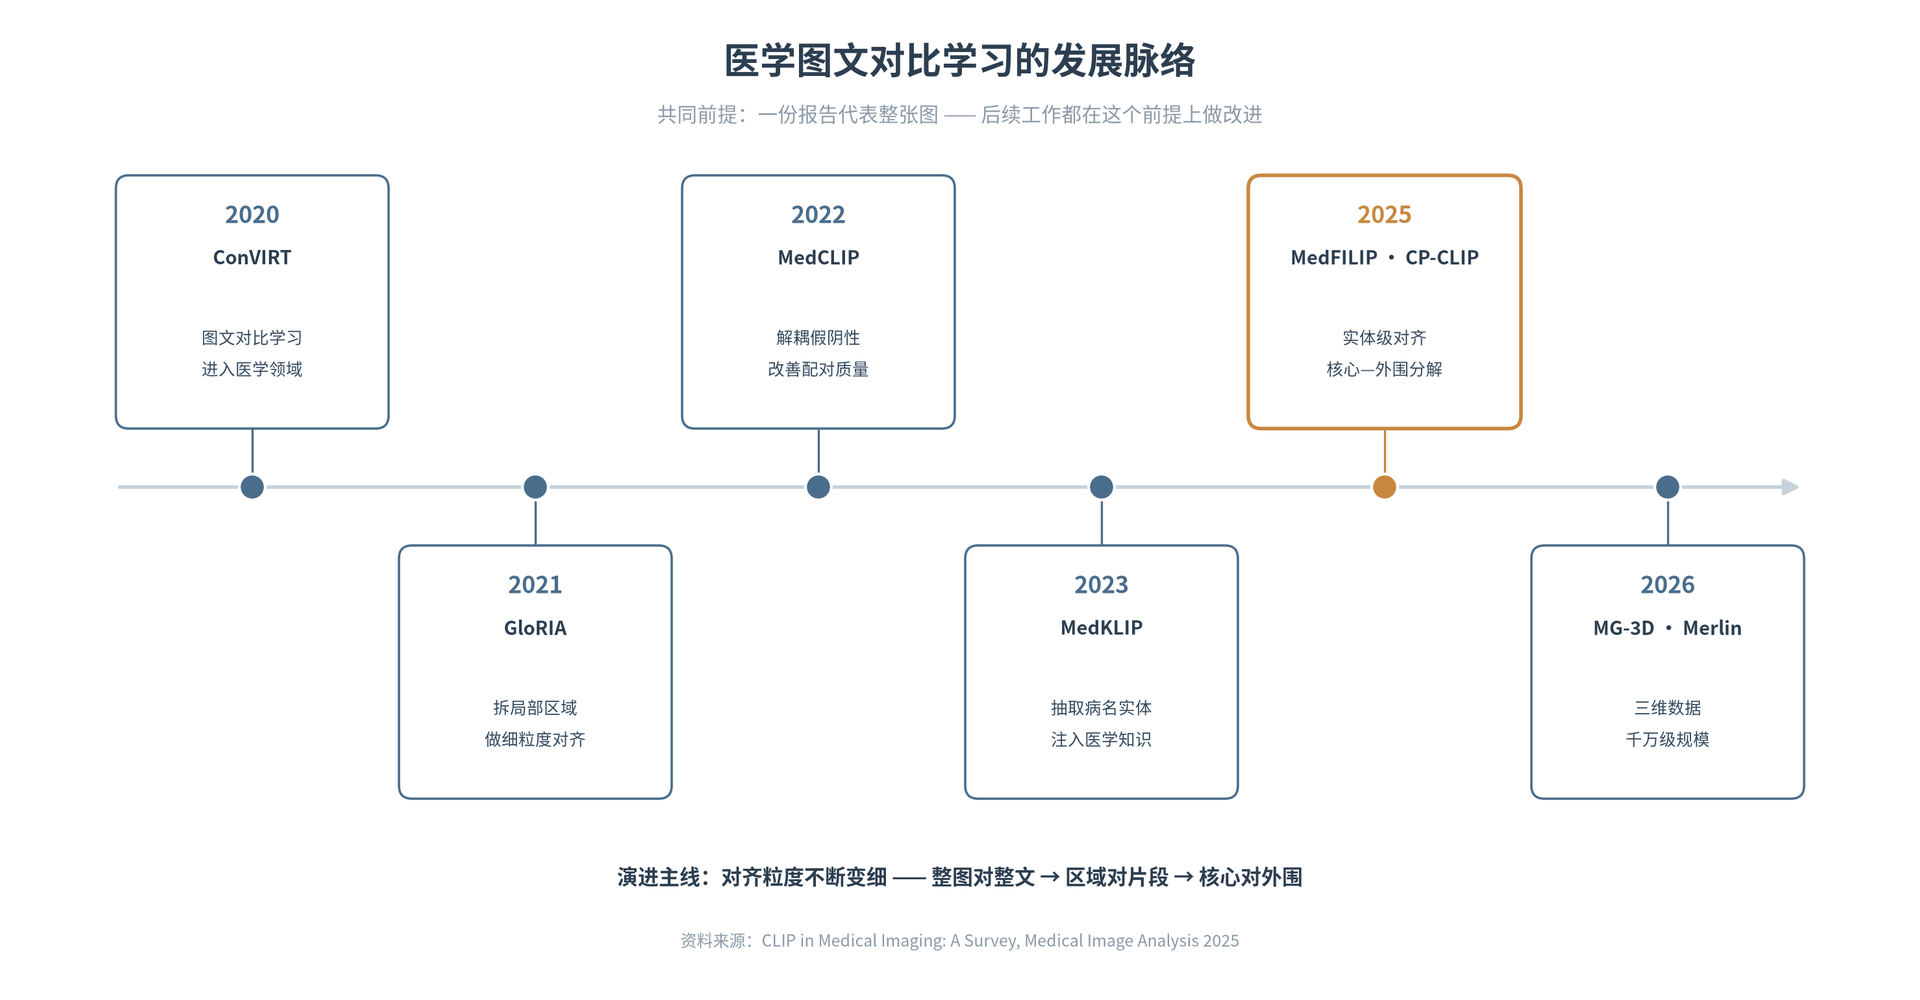 医学图文对比学习的发展脉络
共同前提：一份报告代表整张图 —— 后续工作都在这个前提上做改进
2020
ConVIRT
图文对比学习
进入医学领域
2022
MedCLIP
解耦假阴性
改善配对质量
2025
MedFILIP · CP-CLIP
实体级对齐
核心—外围分解
2021
GloRIA
拆局部区域
做细粒度对齐
2023
MedKLIP
抽取病名实体
注入医学知识
2026
MG-3D · Merlin
三维数据
千万级规模
演进主线：对齐粒度不断变细 —— 整图对整文 → 区域对片段 → 核心对外围
资料来源：CLIP in Medical Imaging: A Survey, Medical Image Analysis 2025